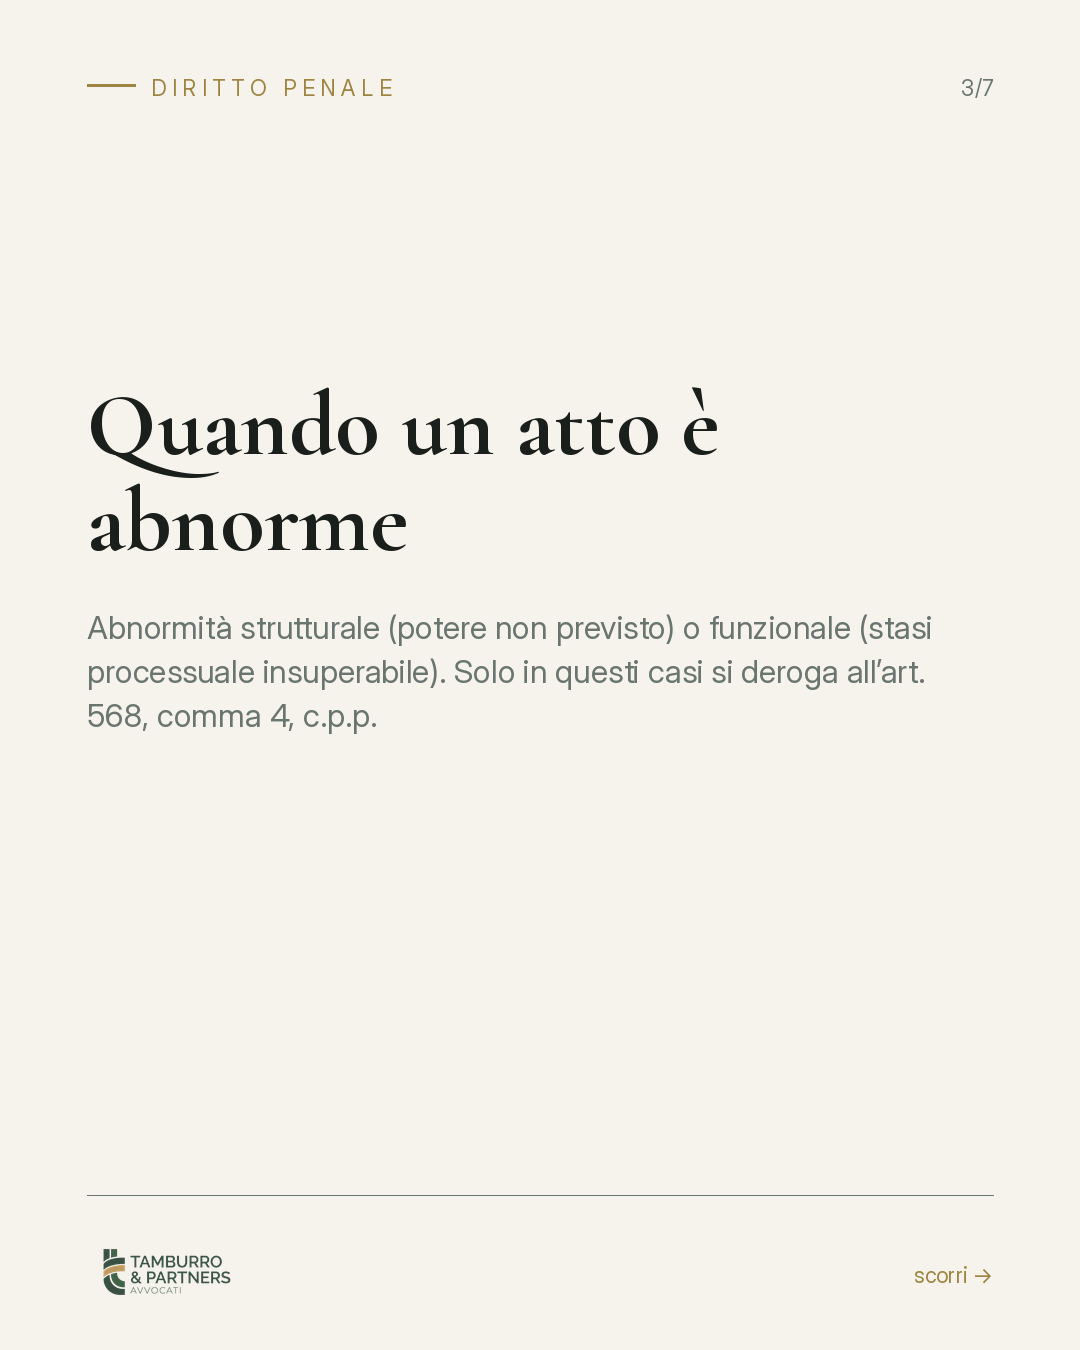 DIRITTO PENALE
3/7
Quando un atto è
abnorme
Abnormità strutturale (potere non previsto) o funzionale (stasi
processuale insuperabile). Solo in questi casi si deroga all’art.
568, comma 4, c.p.p.
TAMBURRO
& PARTNERS
AVVOCATI
scorri →